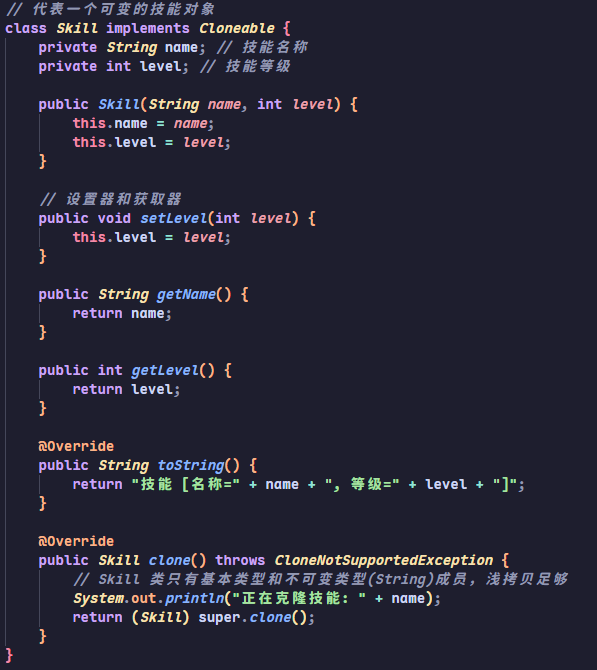 // 代表一个可变的技能对象
class Skill implements Cloneable {
    private String name; // 技能名称
    private int level; // 技能等级

    public Skill(String name, int level) {
        this.name = name;
        this.level = level;
    }

    // 设置器和获取器
    public void setLevel(int level) {
        this.level = level;
    }

    public String getName() {
        return name;
    }

    public int getLevel() {
        return level;
    }

    @Override
    public String toString() {
        return "技能 [名称=" + name + ", 等级=" + level + "]";
    }

    @Override
    public Skill clone() throws CloneNotSupportedException {
        // Skill 类只有基本类型和不可变类型(String)成员，浅拷贝足够
        System.out.println("正在克隆技能: " + name);
        return (Skill) super.clone();
    }
}